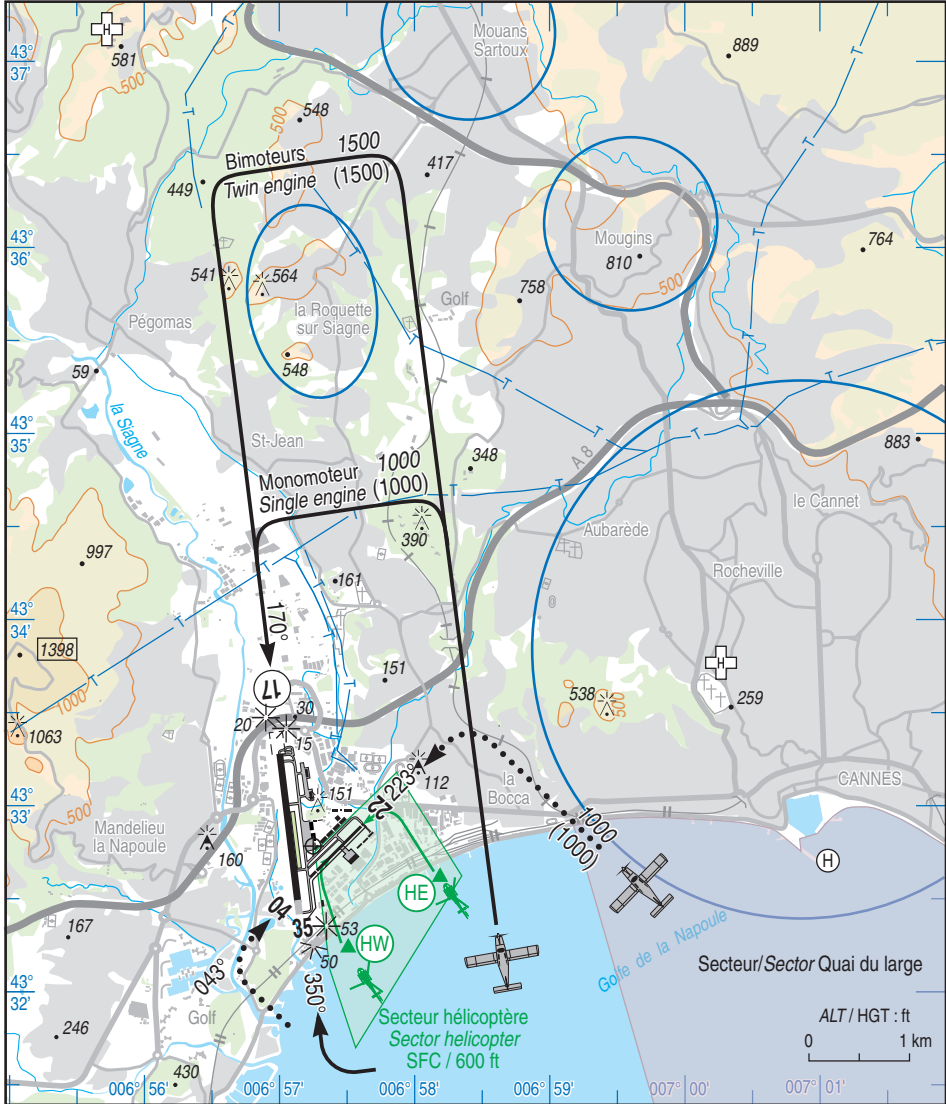 Mouans
Sartoux
889
581
43°
37'
500
548
500
Bimoteurs 1500
Twin engine (1500)
417
449
Mougins
810
764
43°
36'
541
564
500
758
la Roquette
sur Siagne
Golf
Pégomas
548
59
la Siagne
43°
35'
St-Jean
883
A 8
Monomoteur 1000
Single engine (1000)
348
le Cannet
390
Aubarède
997
Rocheville
161
43°
34'
170°
1398
151
1000
17
538
500
259
1063
30
20
15
112
223°
22
la
Bocca
CANNES
500
43°
33'
151
1000
(1000)
Mandelieu
la Napoule
160
H
HE
04
35
53
HW
167
50
043°
350°
Golfe de la Napoule
Secteur/Sector Quai du large
43°
32'
Golf
Secteur hélicoptère
Sector helicopter
SFC / 600 ft
ALT / HGT : ft
0 1 km
246
430
006° 56'
006° 57'
006° 58'
006° 59'
007° 00'
007° 01'
H
H
T
T
T
T
T
T
T
T
T
T
T